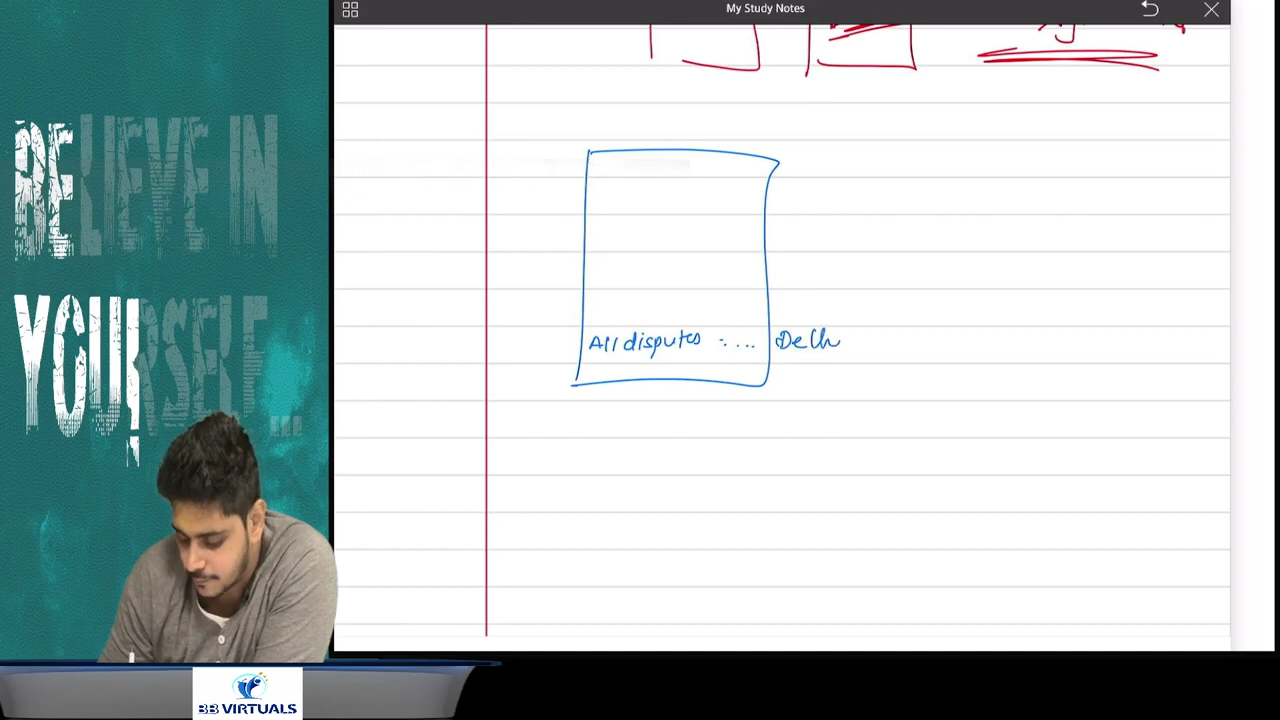 My Study Notes
BELIEVE IN
YOURSELF...
All disputes ..... Delh
BB VIRTUALS